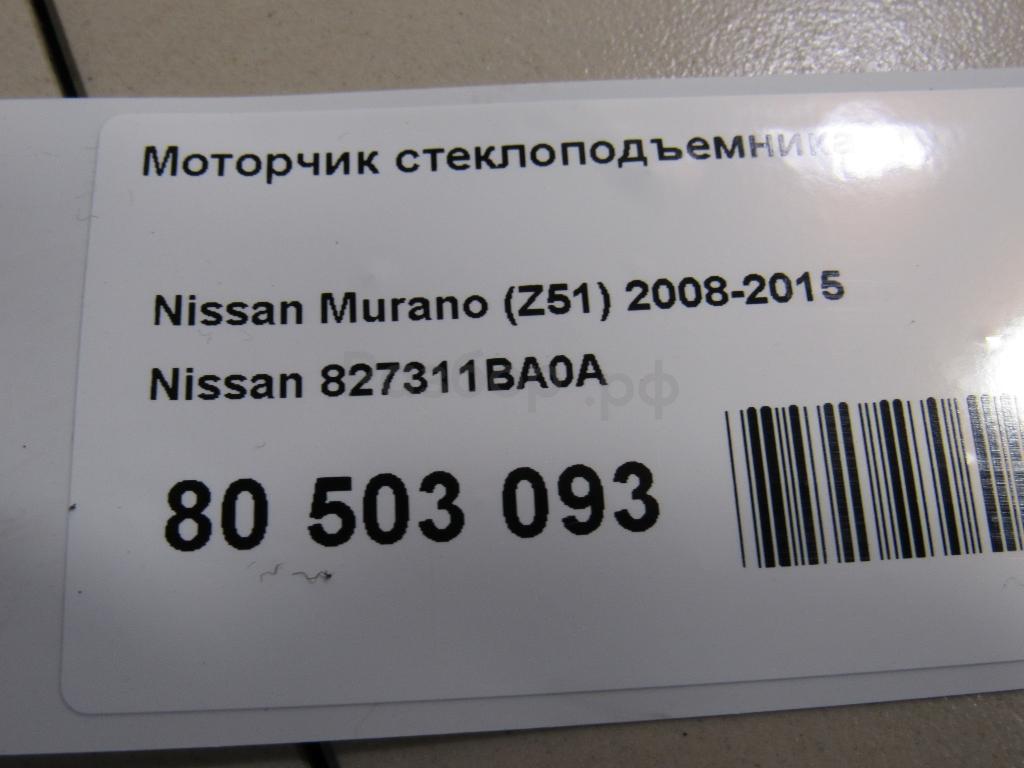 Моторчик стеклоподъемника
Nissan Murano (Z51) 2008-2015
Nissan 827311BA0A
80 503 093